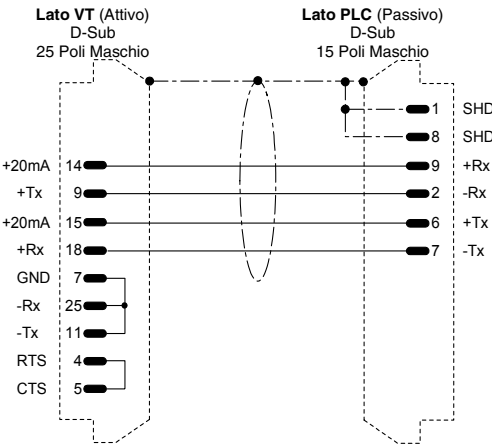 Lato VT (Attivo)
D-Sub
25 Poli Maschio
Lato PLC (Passivo)
D-Sub
15 Poli Maschio
1 SHD
8 SHD
+20mA 14
9 +Rx
+Tx 9
2 -Rx
+20mA 15
6 +Tx
+Rx 18
7 -Tx
GND 7
-Rx 25
-Tx 11
RTS 4
CTS 5